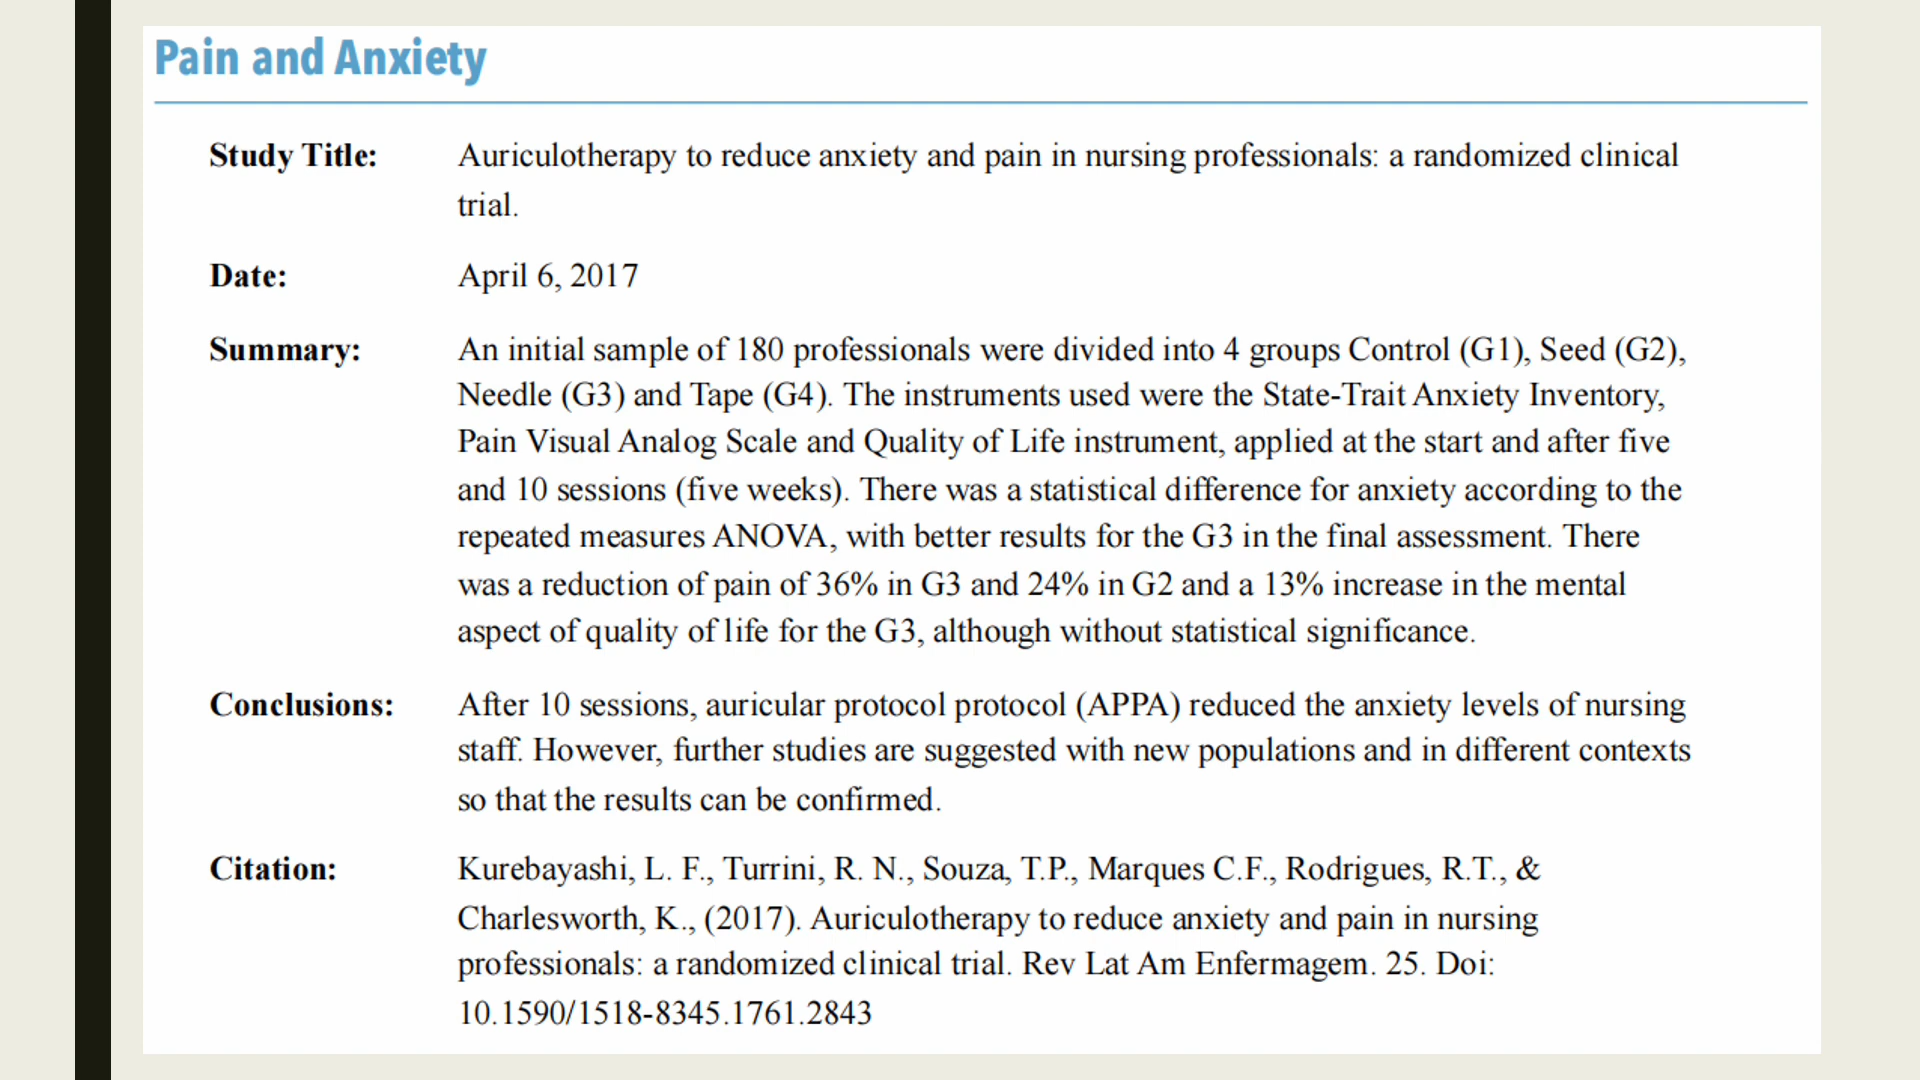 Pain and Anxiety
Study Title: Auriculotherapy to reduce anxiety and pain in nursing professionals: a randomized clinical
trial.
Date: April 6, 2017
Summary: An initial sample of 180 professionals were divided into 4 groups Control (G1), Seed (G2),
Needle (G3) and Tape (G4). The instruments used were the State-Trait Anxiety Inventory,
Pain Visual Analog Scale and Quality of Life instrument, applied at the start and after five
and 10 sessions (five weeks). There was a statistical difference for anxiety according to the
repeated measures ANOVA, with better results for the G3 in the final assessment. There
was a reduction of pain of 36% in G3 and 24% in G2 and a 13% increase in the mental
aspect of quality of life for the G3, although without statistical significance.
Conclusions: After 10 sessions, auricular protocol protocol (APPA) reduced the anxiety levels of nursing
staff. However, further studies are suggested with new populations and in different contexts
so that the results can be confirmed.
Citation: Kurebayashi, L. F., Turrini, R. N., Souza, T.P., Marques C.F., Rodrigues, R.T., &
Charlesworth, K., (2017). Auriculotherapy to reduce anxiety and pain in nursing
professionals: a randomized clinical trial. Rev Lat Am Enfermagem. 25. Doi:
10.1590/1518-8345.1761.2843